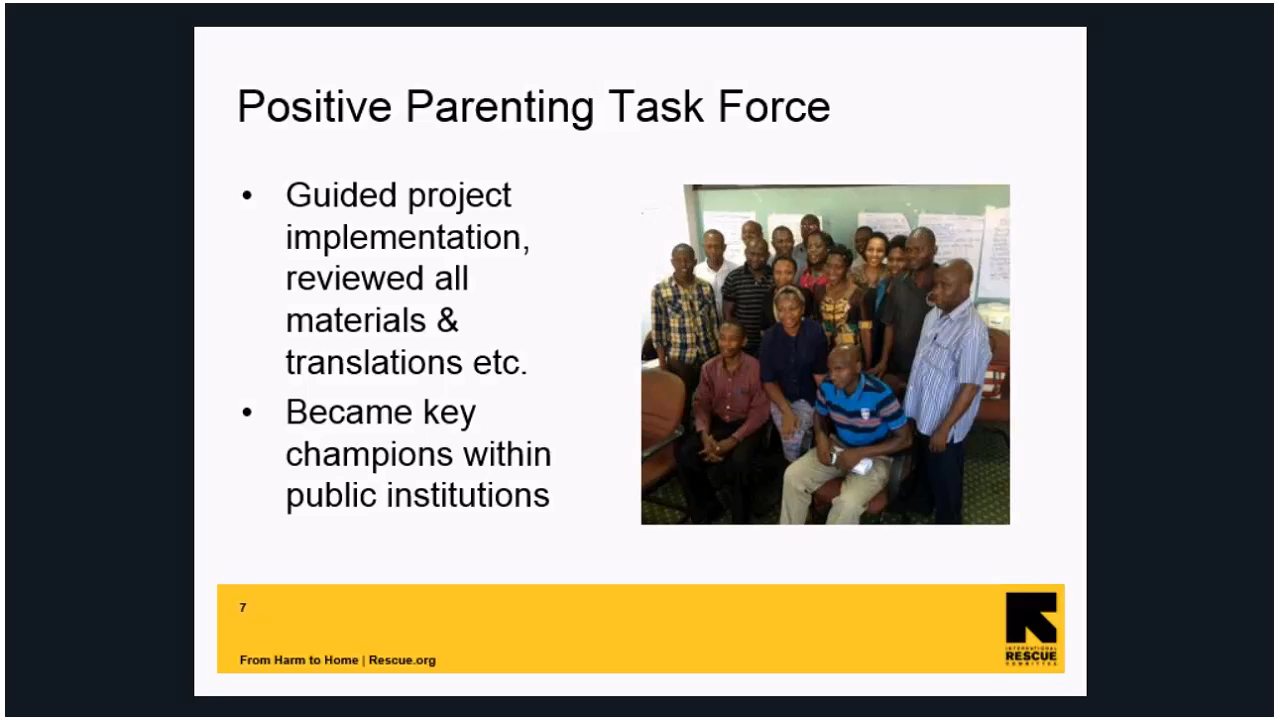 Positive Parenting Task Force
• Guided project
implementation,
reviewed all
materials &
translations etc.
• Became key
champions within
public institutions
7
From Harm to Home | Rescue.org
INTERNATIONAL
RESCUE
COMMITTEE